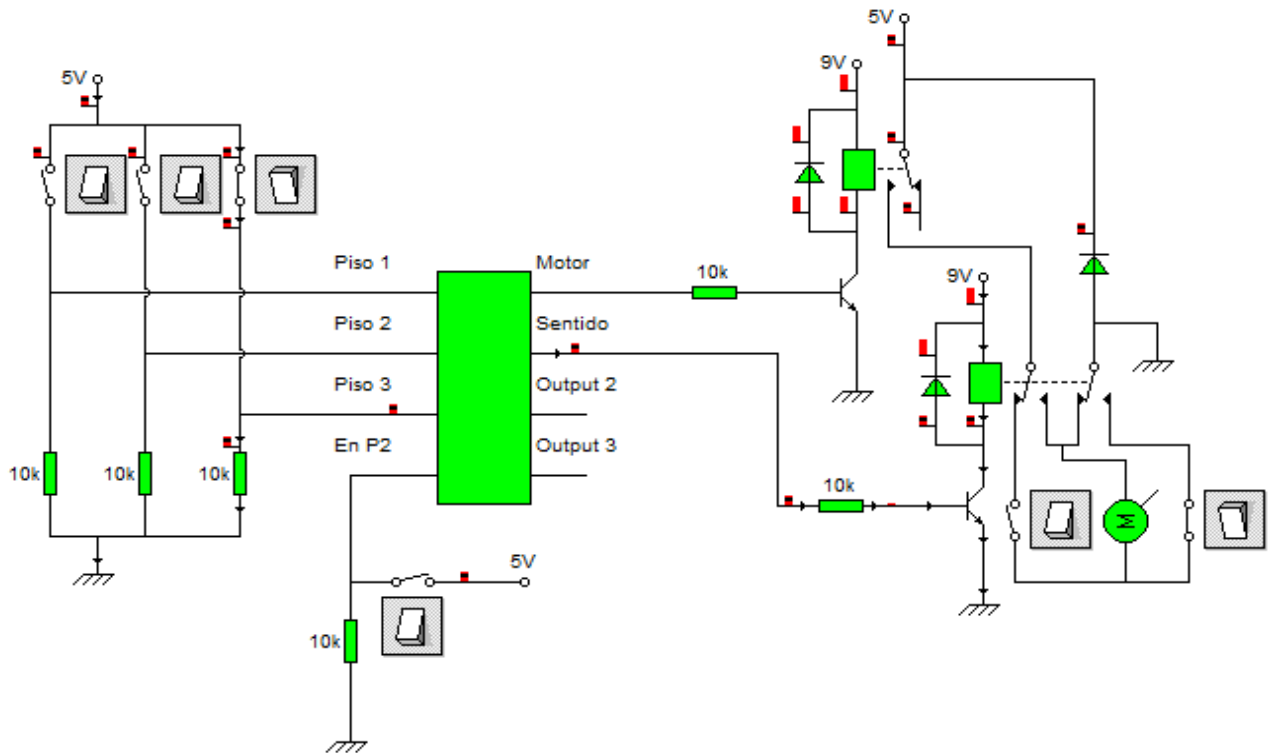 5V
9V
5V
Piso 1
Motor
10k
9V
Piso 2
Sentido
Piso 3
Output 2
En P2
Output 3
10k
10k
10k
10k
M
5V
10k